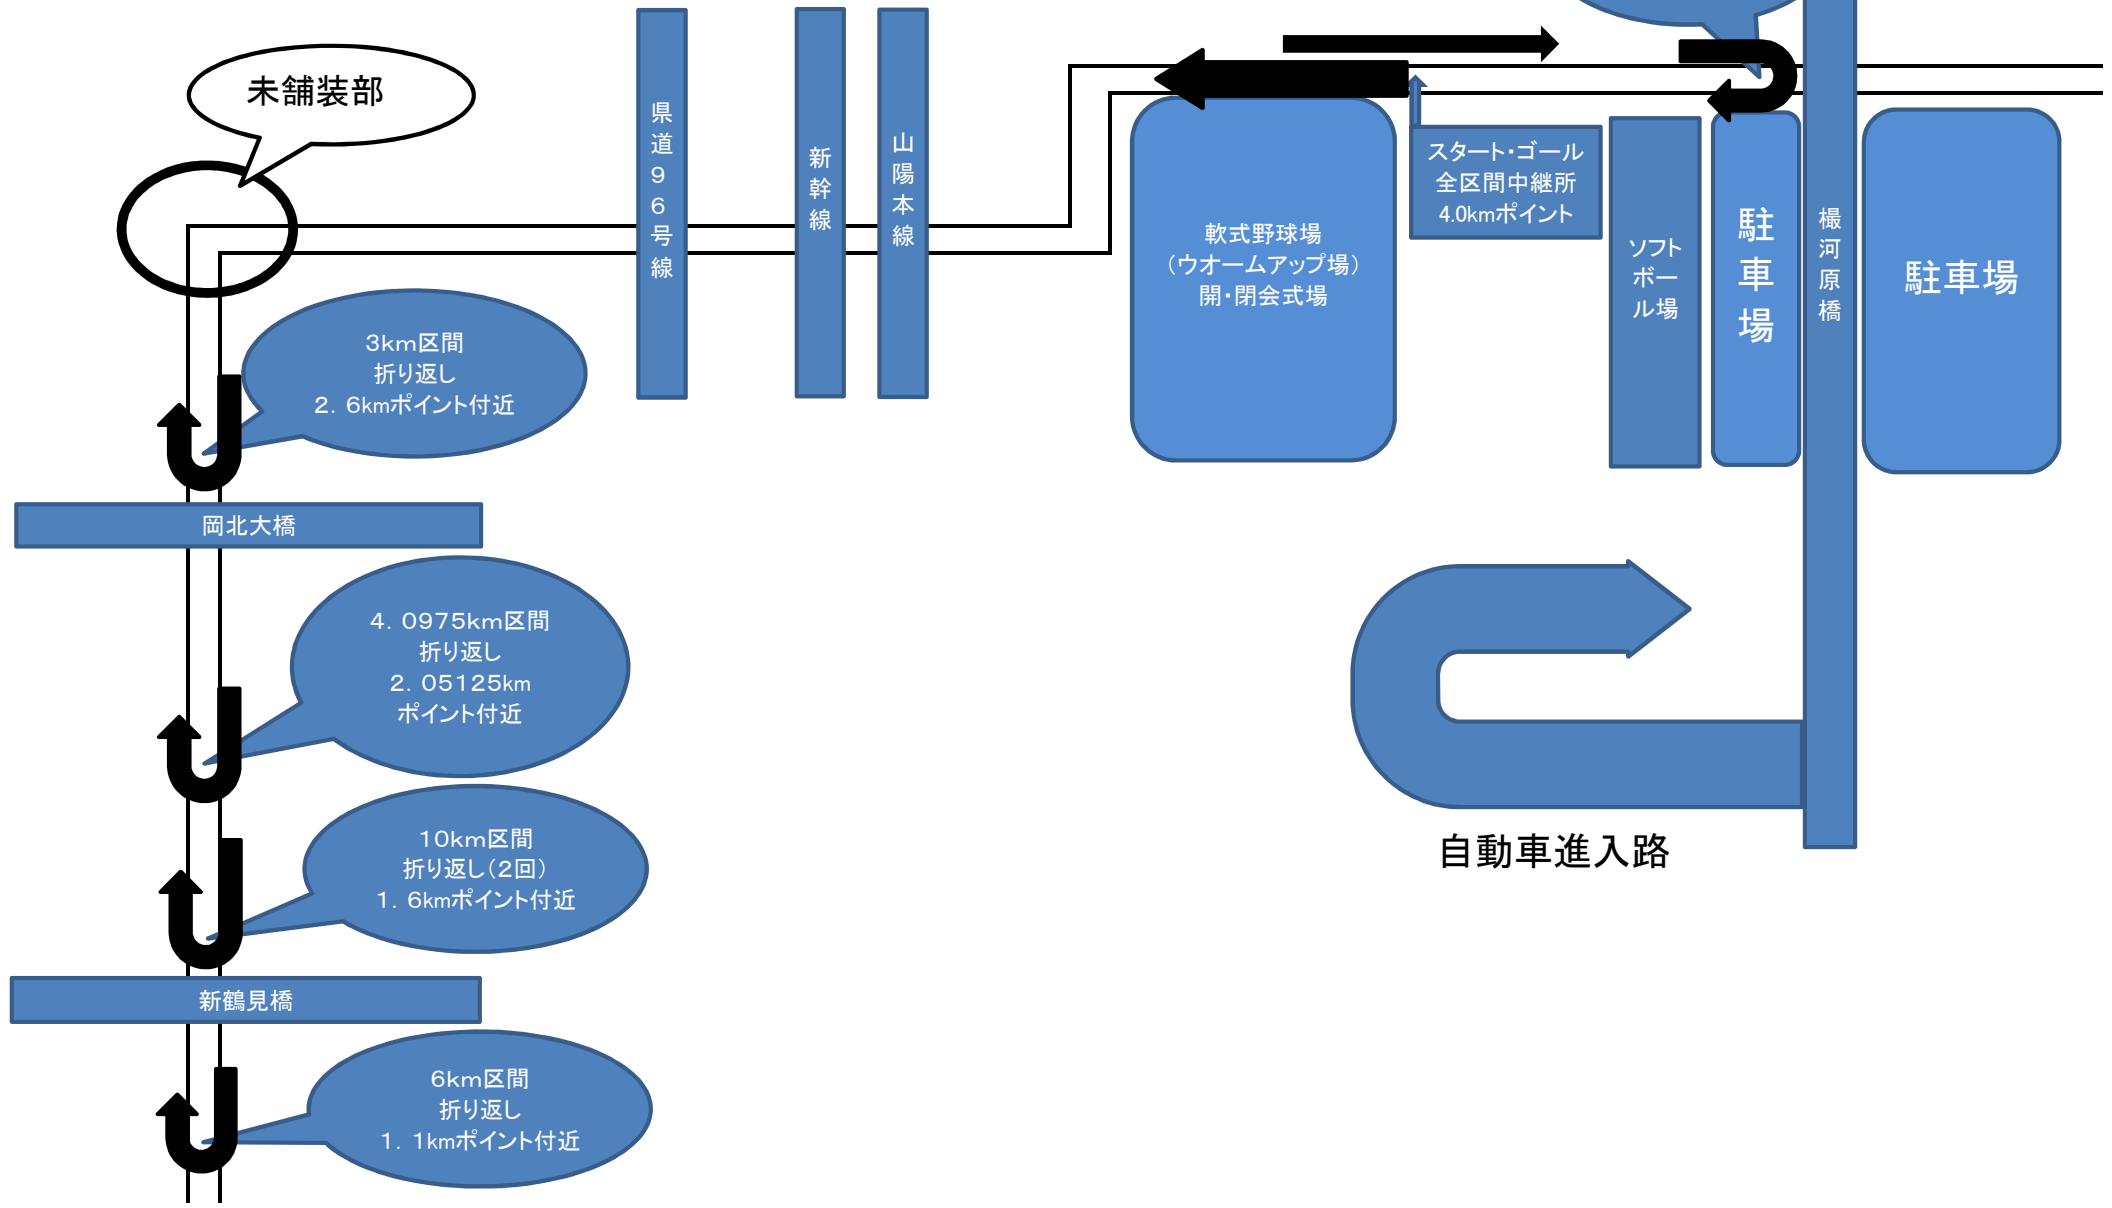 未舗装部
県道96号線
新幹線
山陽本線
スタート・ゴール
全区間中継所
4.0kmポイント
軟式野球場
（ウオームアップ場）
開・閉会式場
ソフト
ボー
ル場
駐車場
撮河原橋
駐車場
3km区間
折り返し
2．6kmポイント付近
岡北大橋
4．0975km区間
折り返し
2．05125km
ポイント付近
10km区間
折り返し（2回）
1．6kmポイント付近
自動車進入路
新鶴見橋
6km区間
折り返し
1．1kmポイント付近